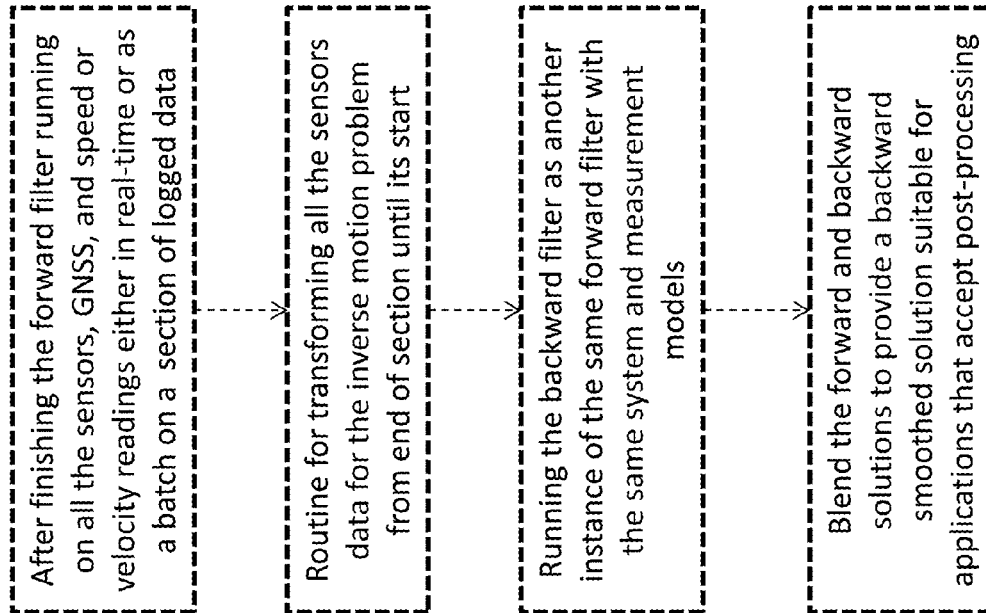 After finishing the forward filter running
on all the sensors, GNSS, and speed or
velocity readings either in real-time or as
a batch on a section of logged data
Routine for transforming all the sensors
data for the inverse motion problem
from end of section until its start
Running the backward filter as another
instance of the same forward filter with
the same system and measurement
models
Blend the forward and backward
solutions to provide a backward
smoothed solution suitable for
applications that accept post-processing